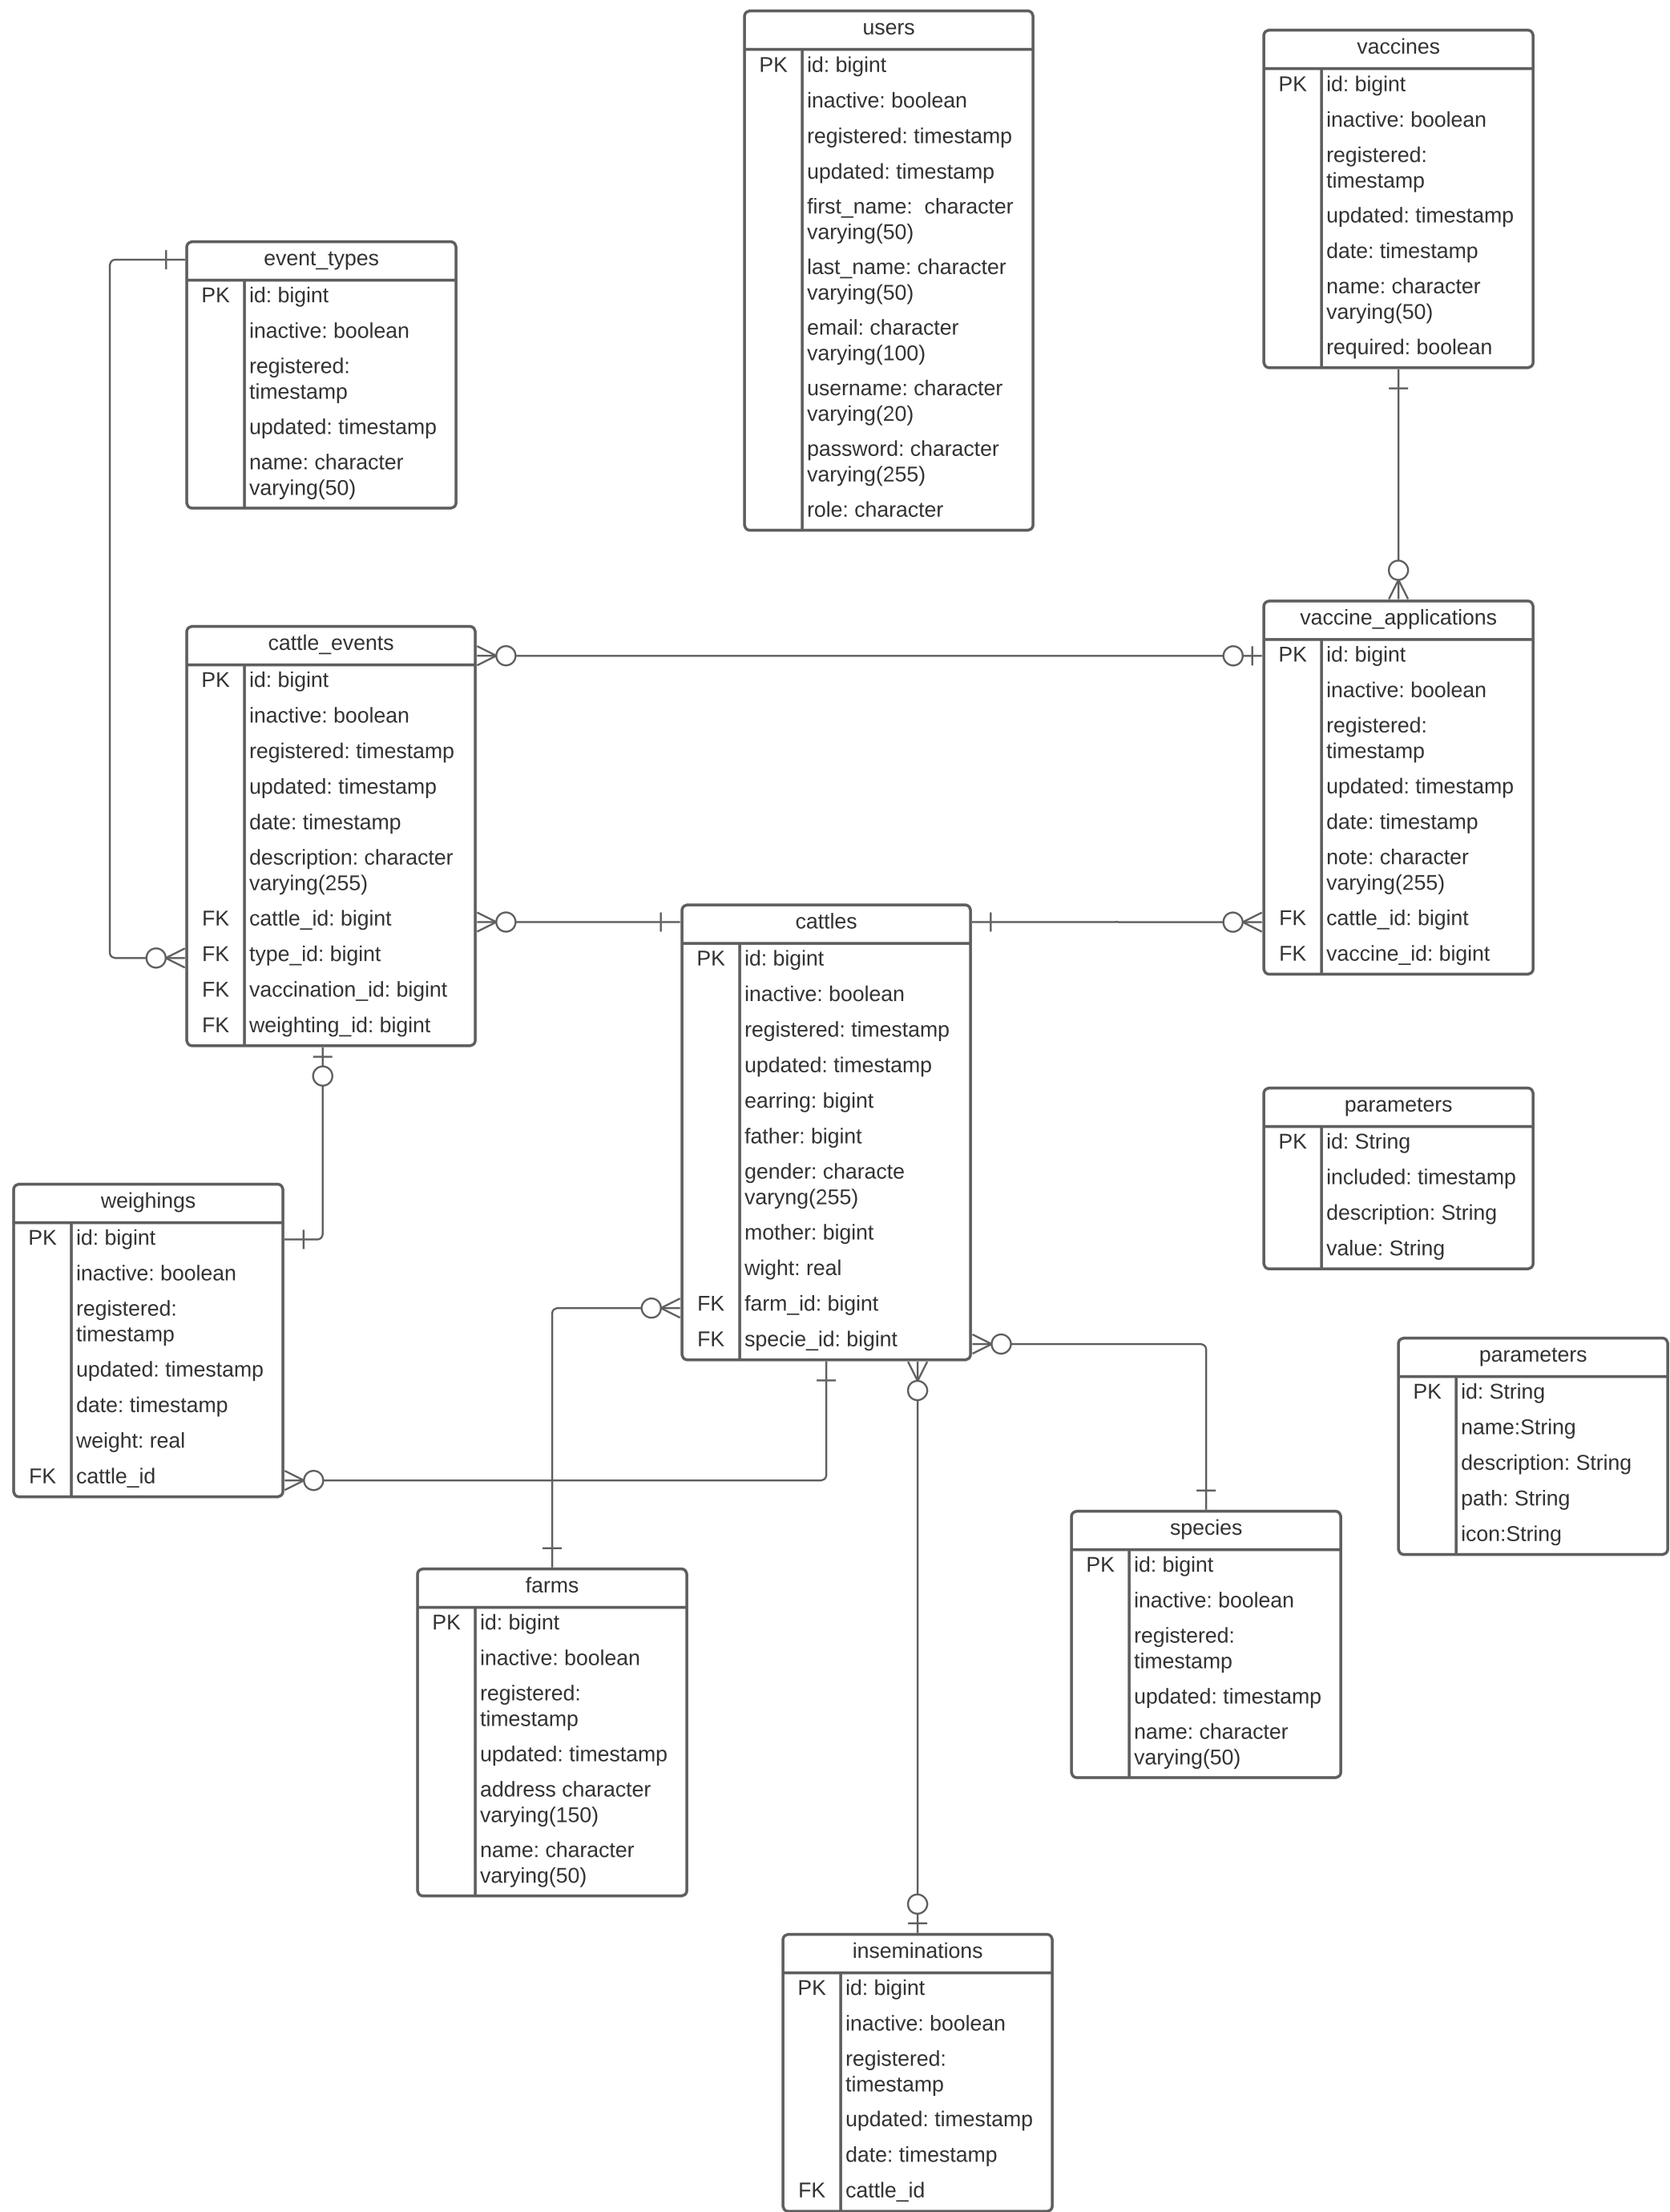 users
PK id: bigint
inactive: boolean
registered: timestamp
updated: timestamp
first_name:  character
varying(50)
last_name: character
varying(50)
email: character
varying(100)
username: character
varying(20)
password: character
varying(255)
role: character
vaccines
PK id: bigint
inactive: boolean
registered:
timestamp
updated: timestamp
date: timestamp
name: character
varying(50)
required: boolean
event_types
PK id: bigint
inactive: boolean
registered:
timestamp
updated: timestamp
name: character
varying(50)
cattle_events
PK id: bigint
inactive: boolean
registered: timestamp
updated: timestamp
date: timestamp
description: character
varying(255)
FK cattle_id: bigint
FK type_id: bigint
FK vaccination_id: bigint
FK weighting_id: bigint
vaccine_applications
PK id: bigint
inactive: boolean
registered:
timestamp
updated: timestamp
date: timestamp
note: character
varying(255)
FK cattle_id: bigint
FK vaccine_id: bigint
cattles
PK id: bigint
inactive: boolean
registered: timestamp
updated: timestamp
earring: bigint
father: bigint
gender: characte
varyng(255)
mother: bigint
wight: real
FK farm_id: bigint
FK specie_id: bigint
parameters
PK id: String
included: timestamp
description: String
value: String
weighings
PK id: bigint
inactive: boolean
registered:
timestamp
updated: timestamp
date: timestamp
weight: real
FK cattle_id
parameters
PK id: String
name:String
description: String
path: String
icon:String
species
PK id: bigint
inactive: boolean
registered:
timestamp
updated: timestamp
name: character
varying(50)
farms
PK id: bigint
inactive: boolean
registered:
timestamp
updated: timestamp
address character
varying(150)
name: character
varying(50)
inseminations
PK id: bigint
inactive: boolean
registered:
timestamp
updated: timestamp
date: timestamp
FK cattle_id